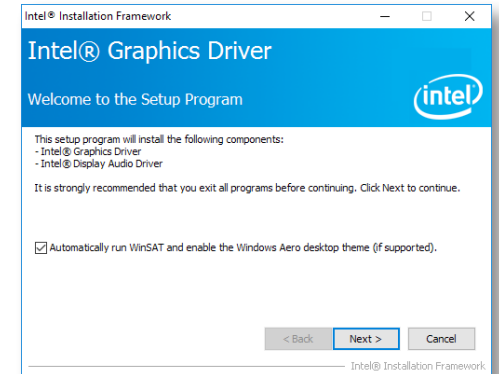 Intel® Installation Framework
Intel® Graphics Driver
Welcome to the Setup Program
intel
This setup program will install the following components:
- Intel® Graphics Driver
- Intel® Display Audio Driver
It is strongly recommended that you exit all programs before continuing. Click Next to continue.
Automatically run WinSAT and enable the Windows Aero desktop theme (if supported).
< Back Next > Cancel
Intel® Installation Framework